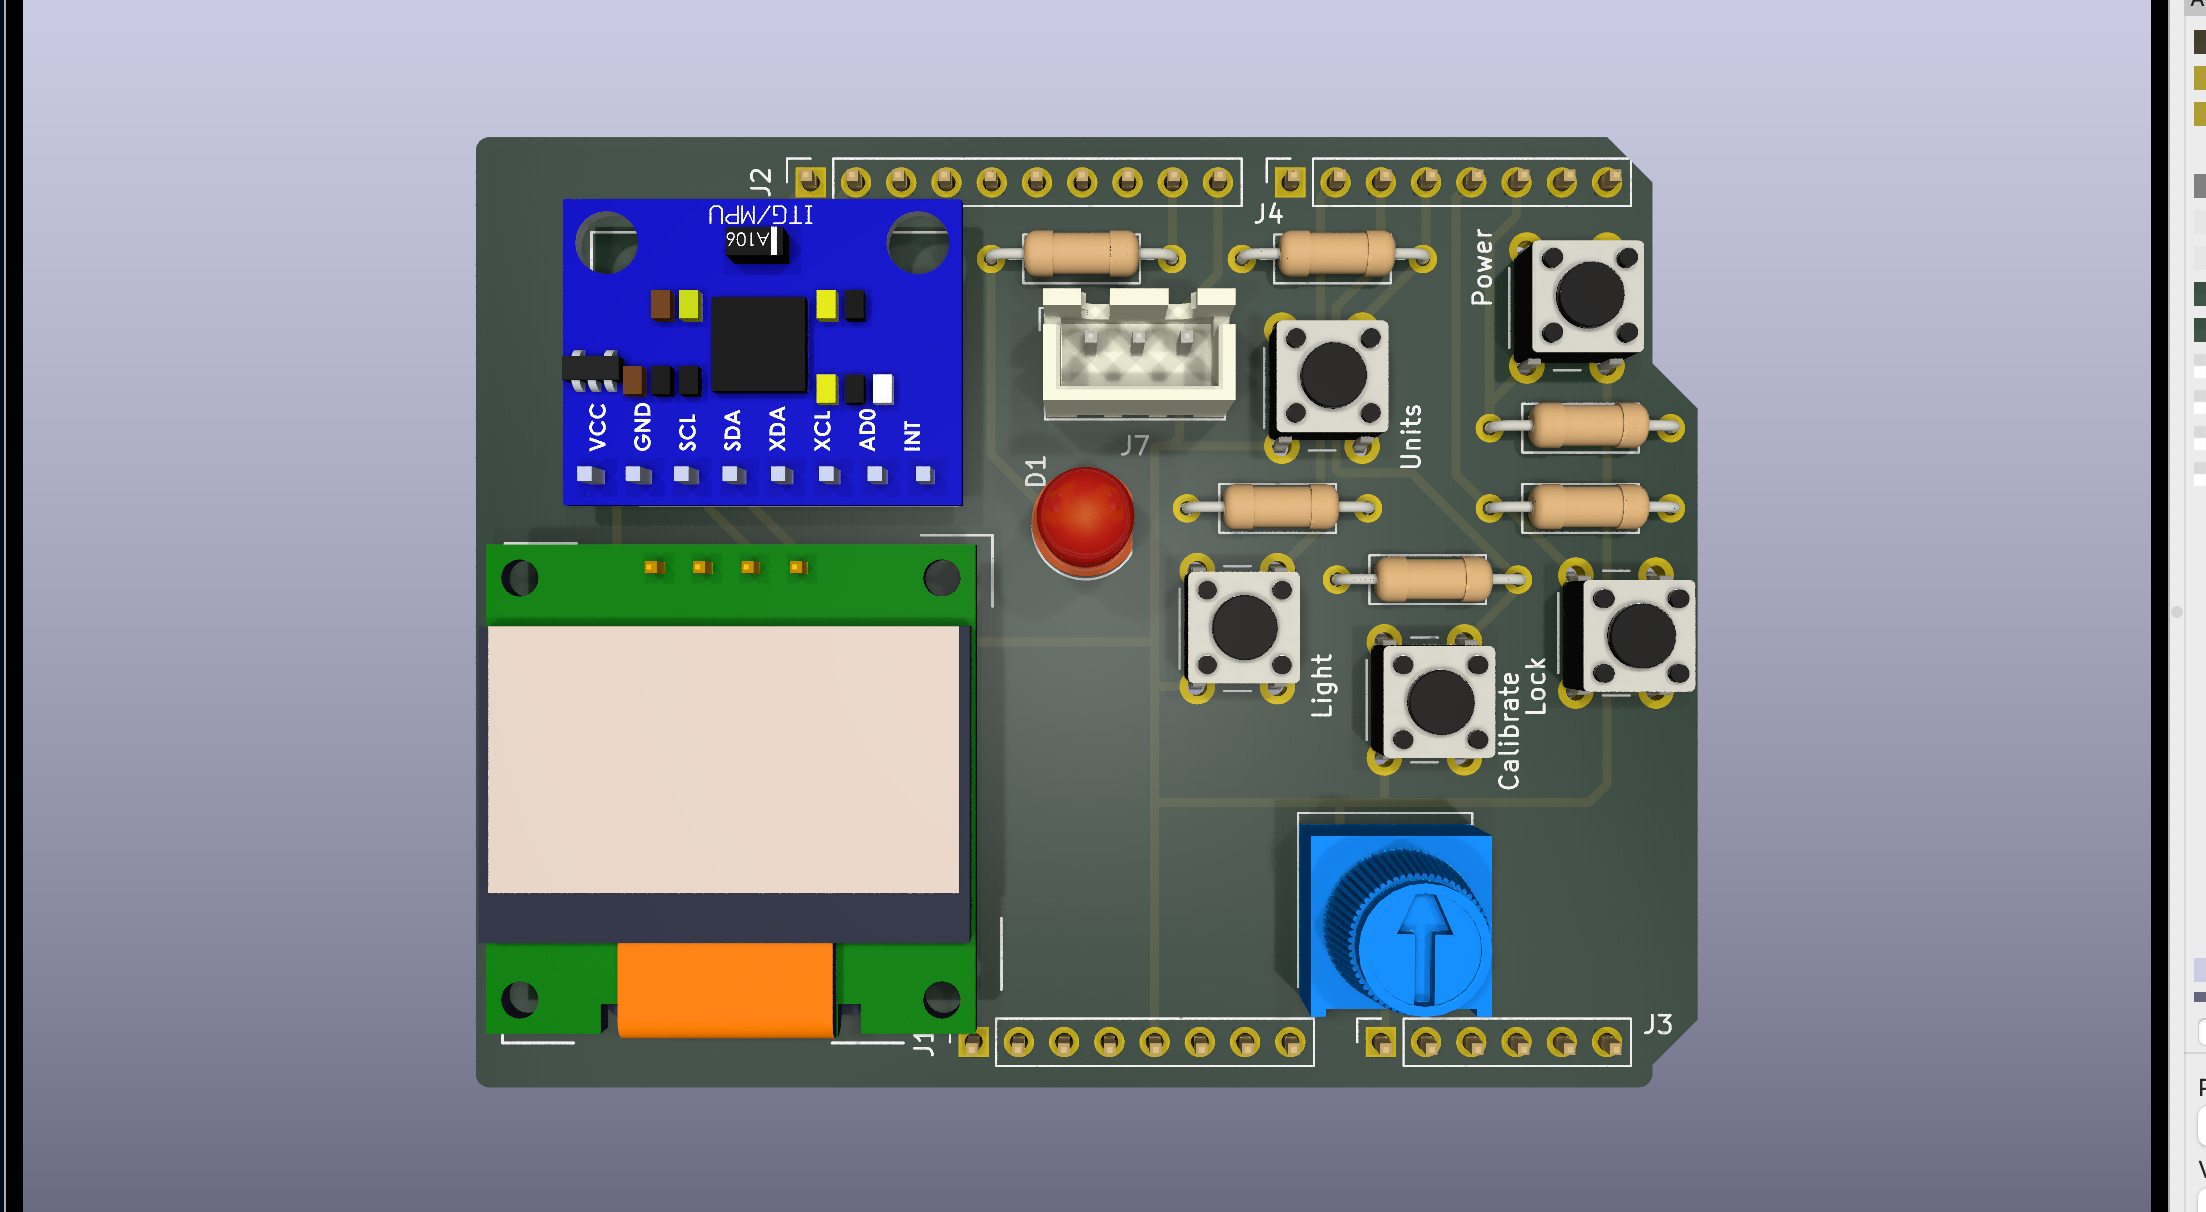 J2
J4
ITG/MPU
A106
Power
VCC
GND
SCL
SDA
XDA
XCL
AD0
INT
J7
Units
D1
Light
Calibrate
Lock
J1
J3